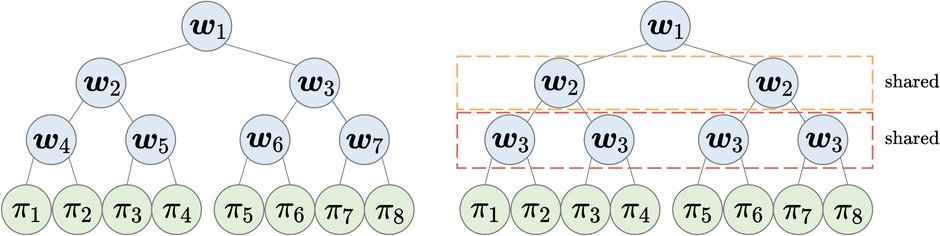 w₁ w₁
w₂ w₃ w₂ w₂ shared
w₄ w₅ w₆ w₇ w₃ w₃ w₃ w₃ shared
π₁ π₂ π₃ π₄ π₅ π₆ π₇ π₈ π₁ π₂ π₃ π₄ π₅ π₆ π₇ π₈